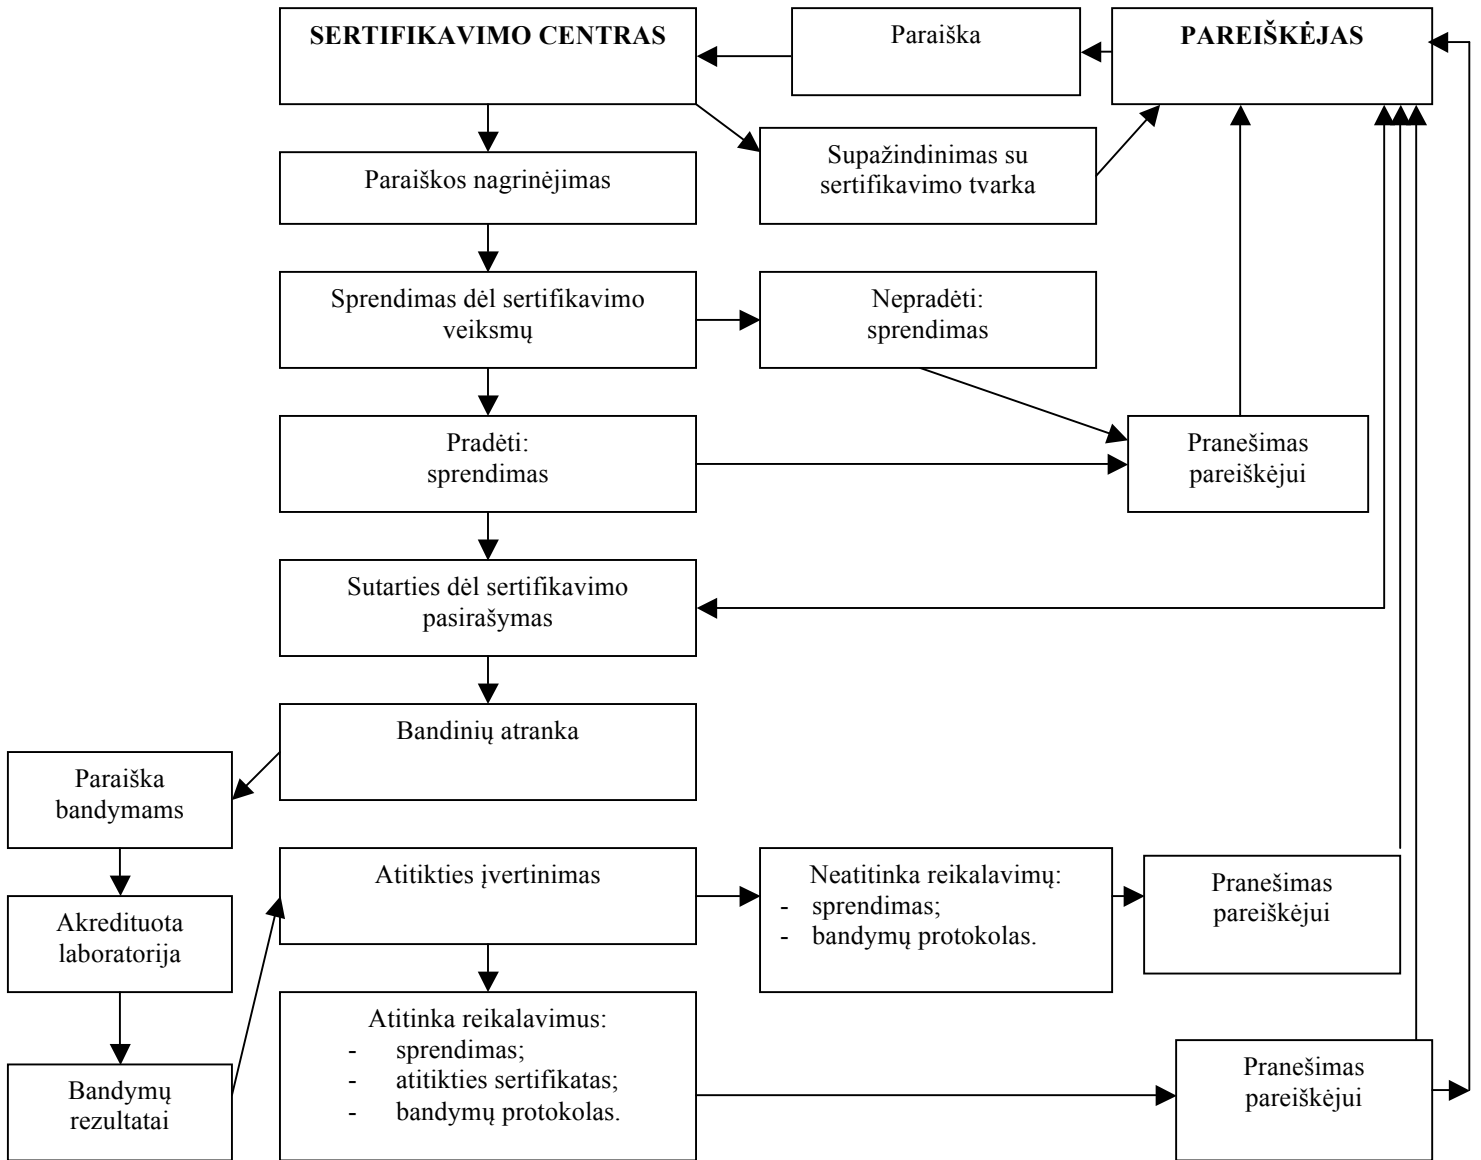 SERTIFIKAVIMO CENTRAS
Paraiška
PAREIŠKĖJAS
Supažindinimas su
sertifikavimo tvarka
Paraiškos nagrinėjimas
Sprendimas dėl sertifikavimo
veiksmų
Nepradėti:
sprendimas
Pradėti:
sprendimas
Pranešimas
pareiškėjui
Sutarties dėl sertifikavimo
pasirašymas
Bandinių atranka
Paraiška
bandymams
Akredituota
laboratorija
Bandymų
rezultatai
Atitikties įvertinimas
Neatitinka reikalavimų:
- sprendimas;
- bandymų protokolas.
Pranešimas
pareiškėjui
Atitinka reikalavimus:
- sprendimas;
- atitikties sertifikatas;
- bandymų protokolas.
Pranešimas
pareiškėjui